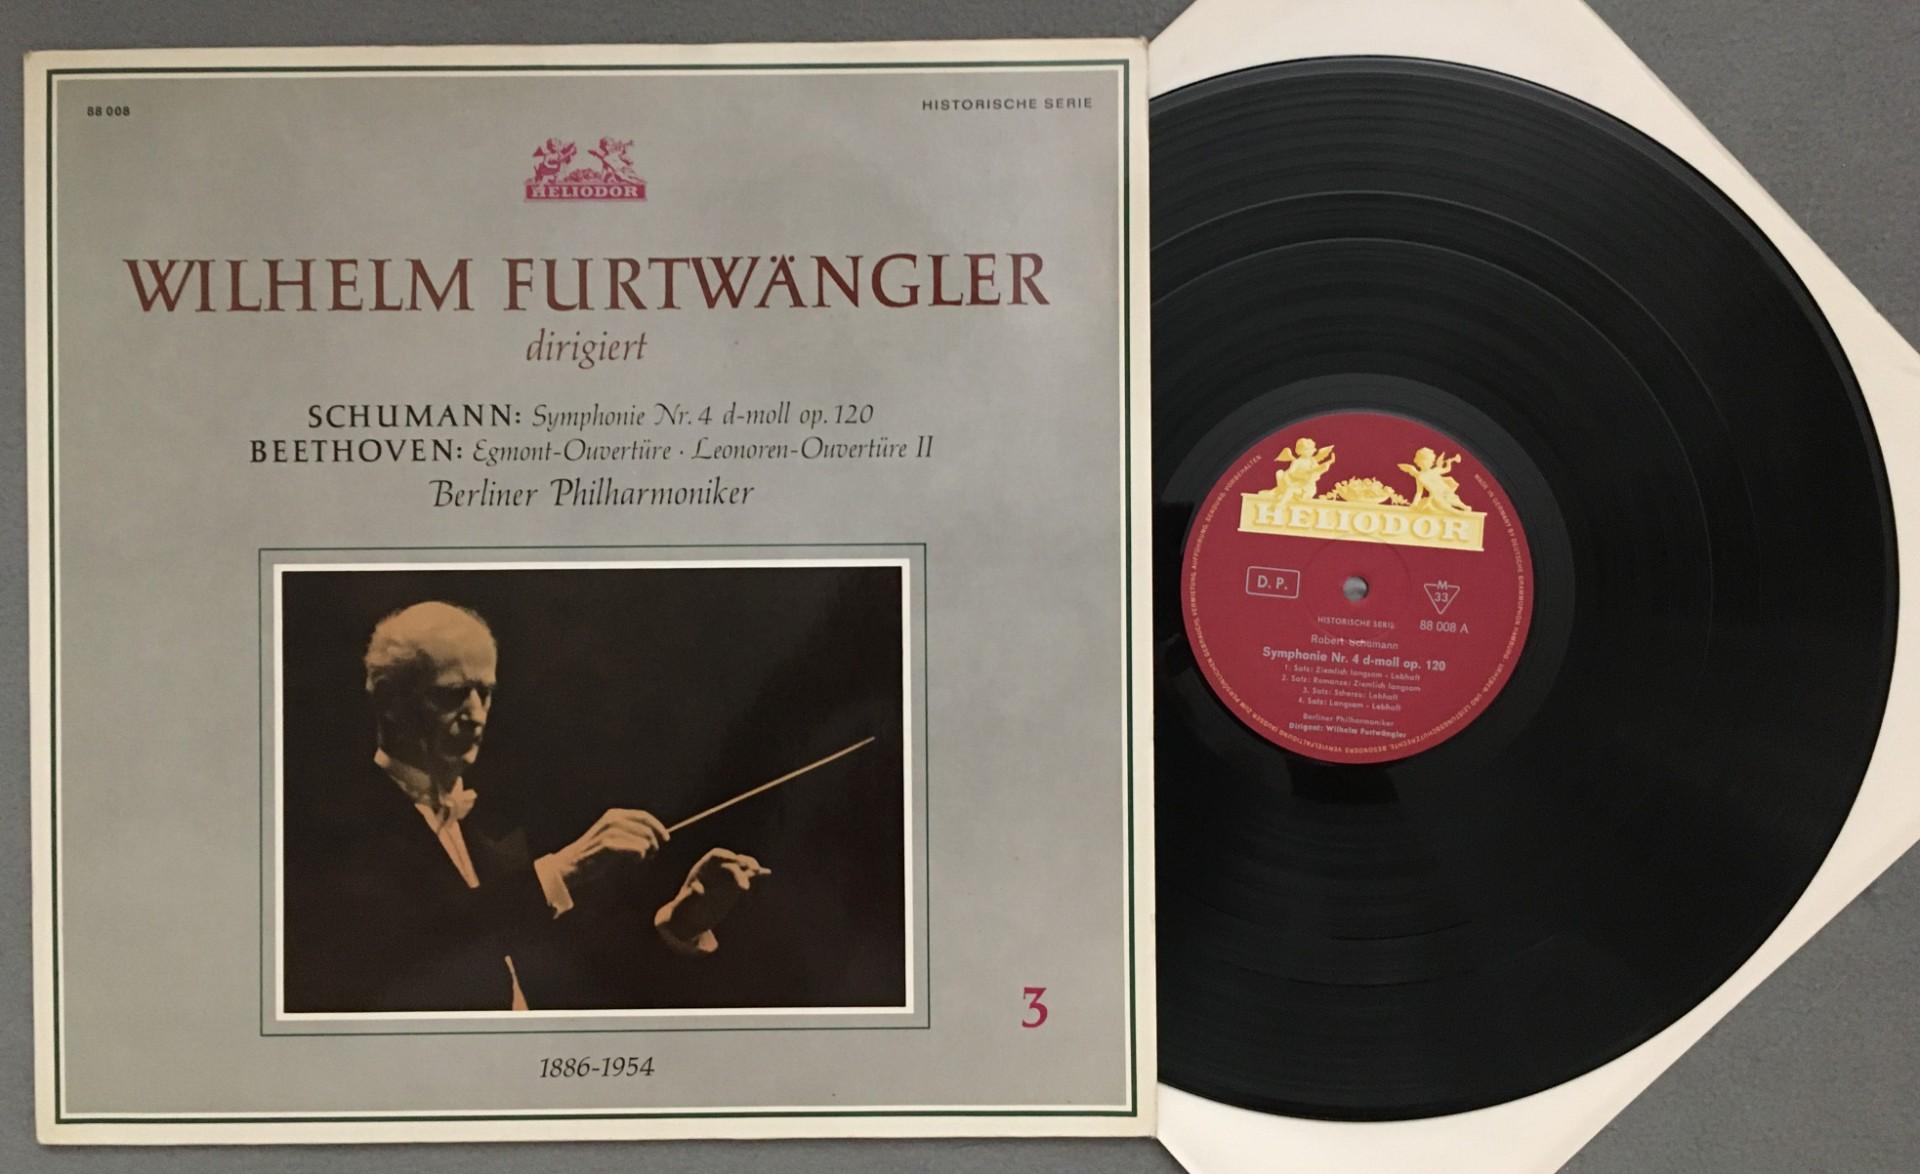 88 008
HISTORISCHE SERIE
HELIODOR
WILHELM FURTWÄNGLER
dirigiert
SCHUMANN: Symphonie Nr. 4 d-moll op. 120
BEETHOVEN: Egmont-Ouvertüre · Leonoren-Ouvertüre II
Berliner Philharmoniker
3
1886-1954
HELIODOR
D. P.
M
33
HISTORISCHE SERIE
88 008 A
Robert Schumann
Symphonie Nr. 4 d-moll op. 120
1. Satz: Ziemlich langsam - Lebhaft
2. Satz: Romanze: Ziemlich langsam
3. Satz: Scherzo: Lebhaft
4. Satz: Langsam - Lebhaft
Berliner Philharmoniker
Dirigent: Wilhelm Furtwängler